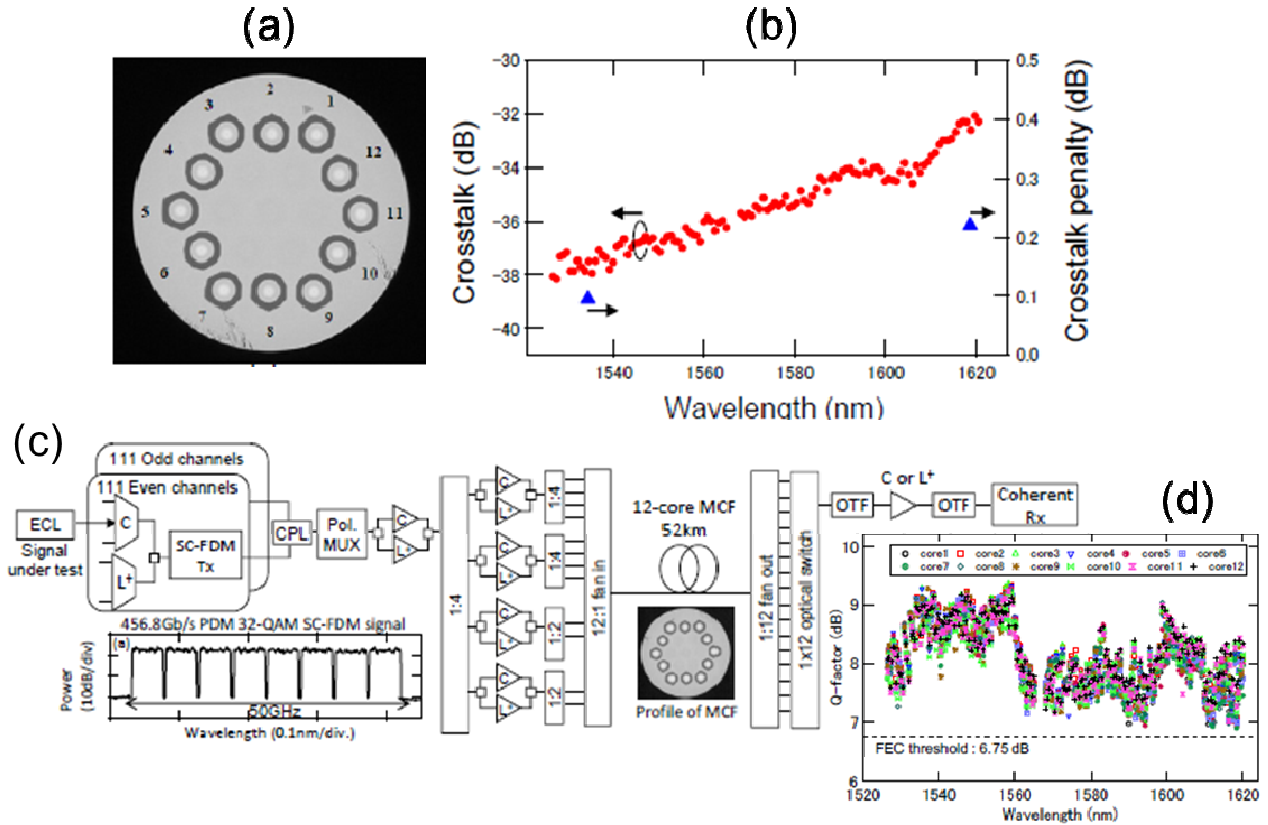 (a)
2
3
1
4
12
5
11
6
10
7
9
8
(b)
Crosstalk (dB)
-30
-32
-34
-36
-38
-40
1540
1560
1580
1600
1620
Wavelength (nm)
0.5
0.4
0.3
0.2
0.1
0.0
Crosstalk penalty (dB)
(c)
111 Odd channels
111 Even channels
ECL
Signal
under test
C
L⁺
SC-FDM
Tx
CPL
Pol.
MUX
C
L⁺
1:4
C
L⁺
1:4
C
L⁺
1:4
C
L⁺
1:2
C
L⁺
1:2
12:1 fan in
12-core MCF
52km
Profile of MCF
1:12 fan out
1x12 optical switch
OTF
C or L⁺
OTF
Coherent
Rx
456.8Gb/s PDM 32-QAM SC-FDM signal
(a)
Power
(10dB/div)
50GHz
Wavelength (0.1nm/div.)
(d)
core1 core2 core3 core4 core5 core6
core7 core8 core9 core10 core11 core12
Q-factor (dB)
10
9
8
7
6
FEC threshold : 6.75 dB
1520
1540
1560
1580
1600
1620
Wavelength (nm)